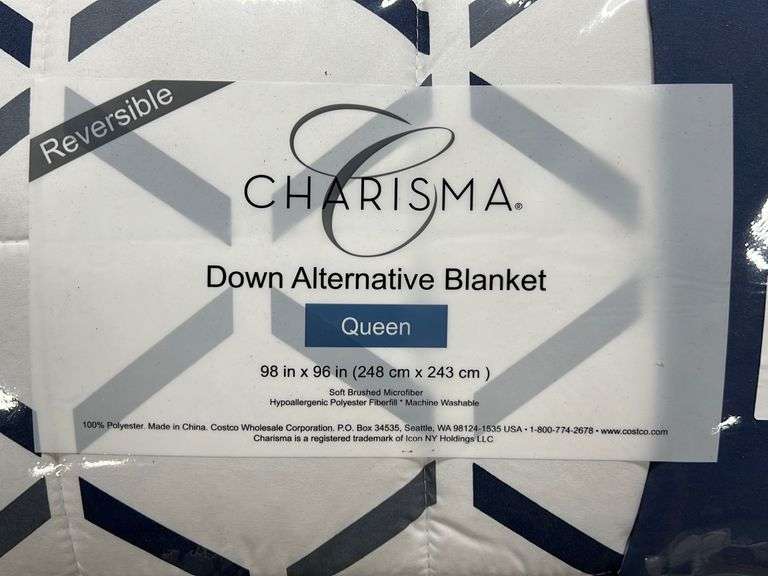 Reversible
CHARISMA®
Down Alternative Blanket
Queen
98 in x 96 in (248 cm x 243 cm )
Soft Brushed Microfiber
Hypoallergenic Polyester Fiberfill * Machine Washable
100% Polyester. Made in China. Costco Wholesale Corporation. P.O. Box 34535, Seattle, WA 98124-1535 USA • 1-800-774-2678 • www.costco.com
Charisma is a registered trademark of Icon NY Holdings LLC